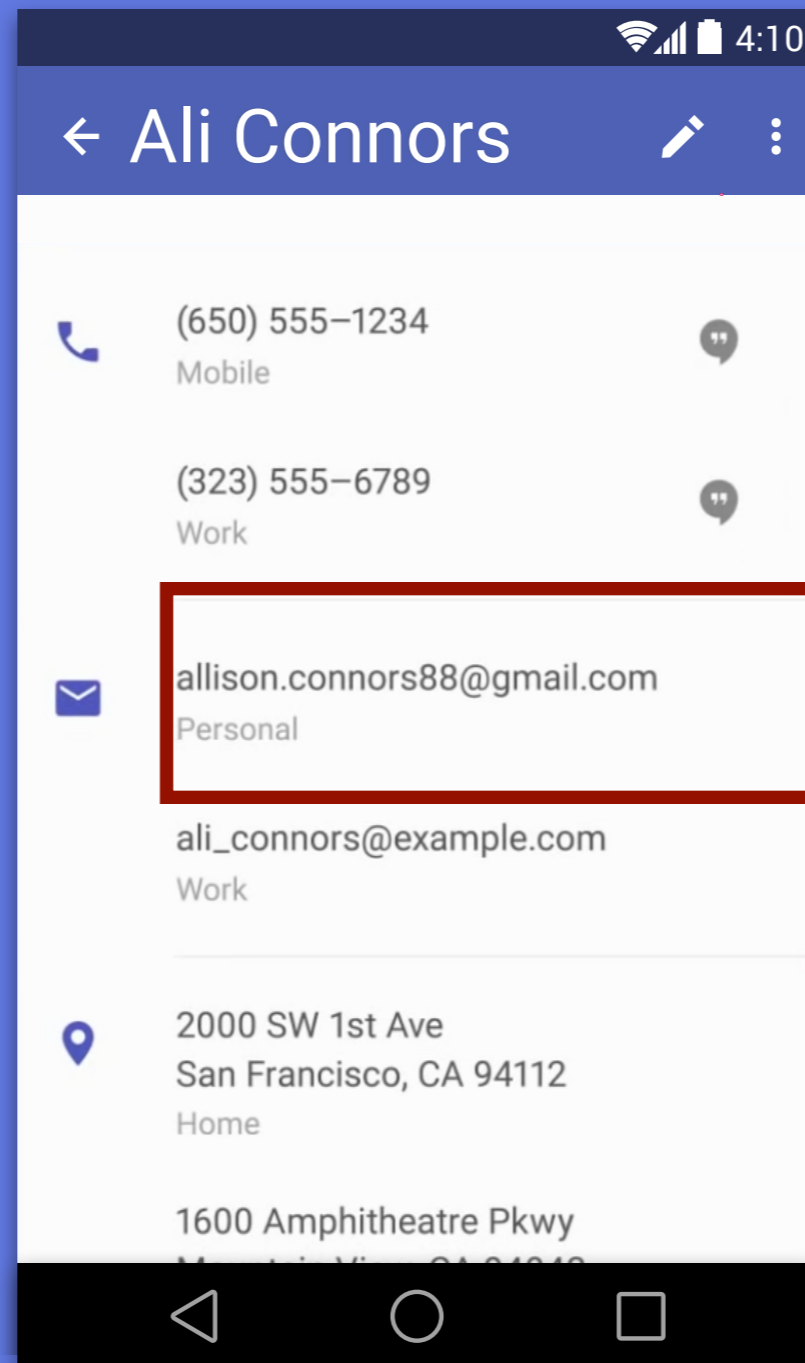 4:10
Ali Connors
(650) 555–1234
Mobile
(323) 555–6789
Work
allison.connors88@gmail.com
Personal
ali_connors@example.com
Work
2000 SW 1st Ave
San Francisco, CA 94112
Home
1600 Amphitheatre Pkwy